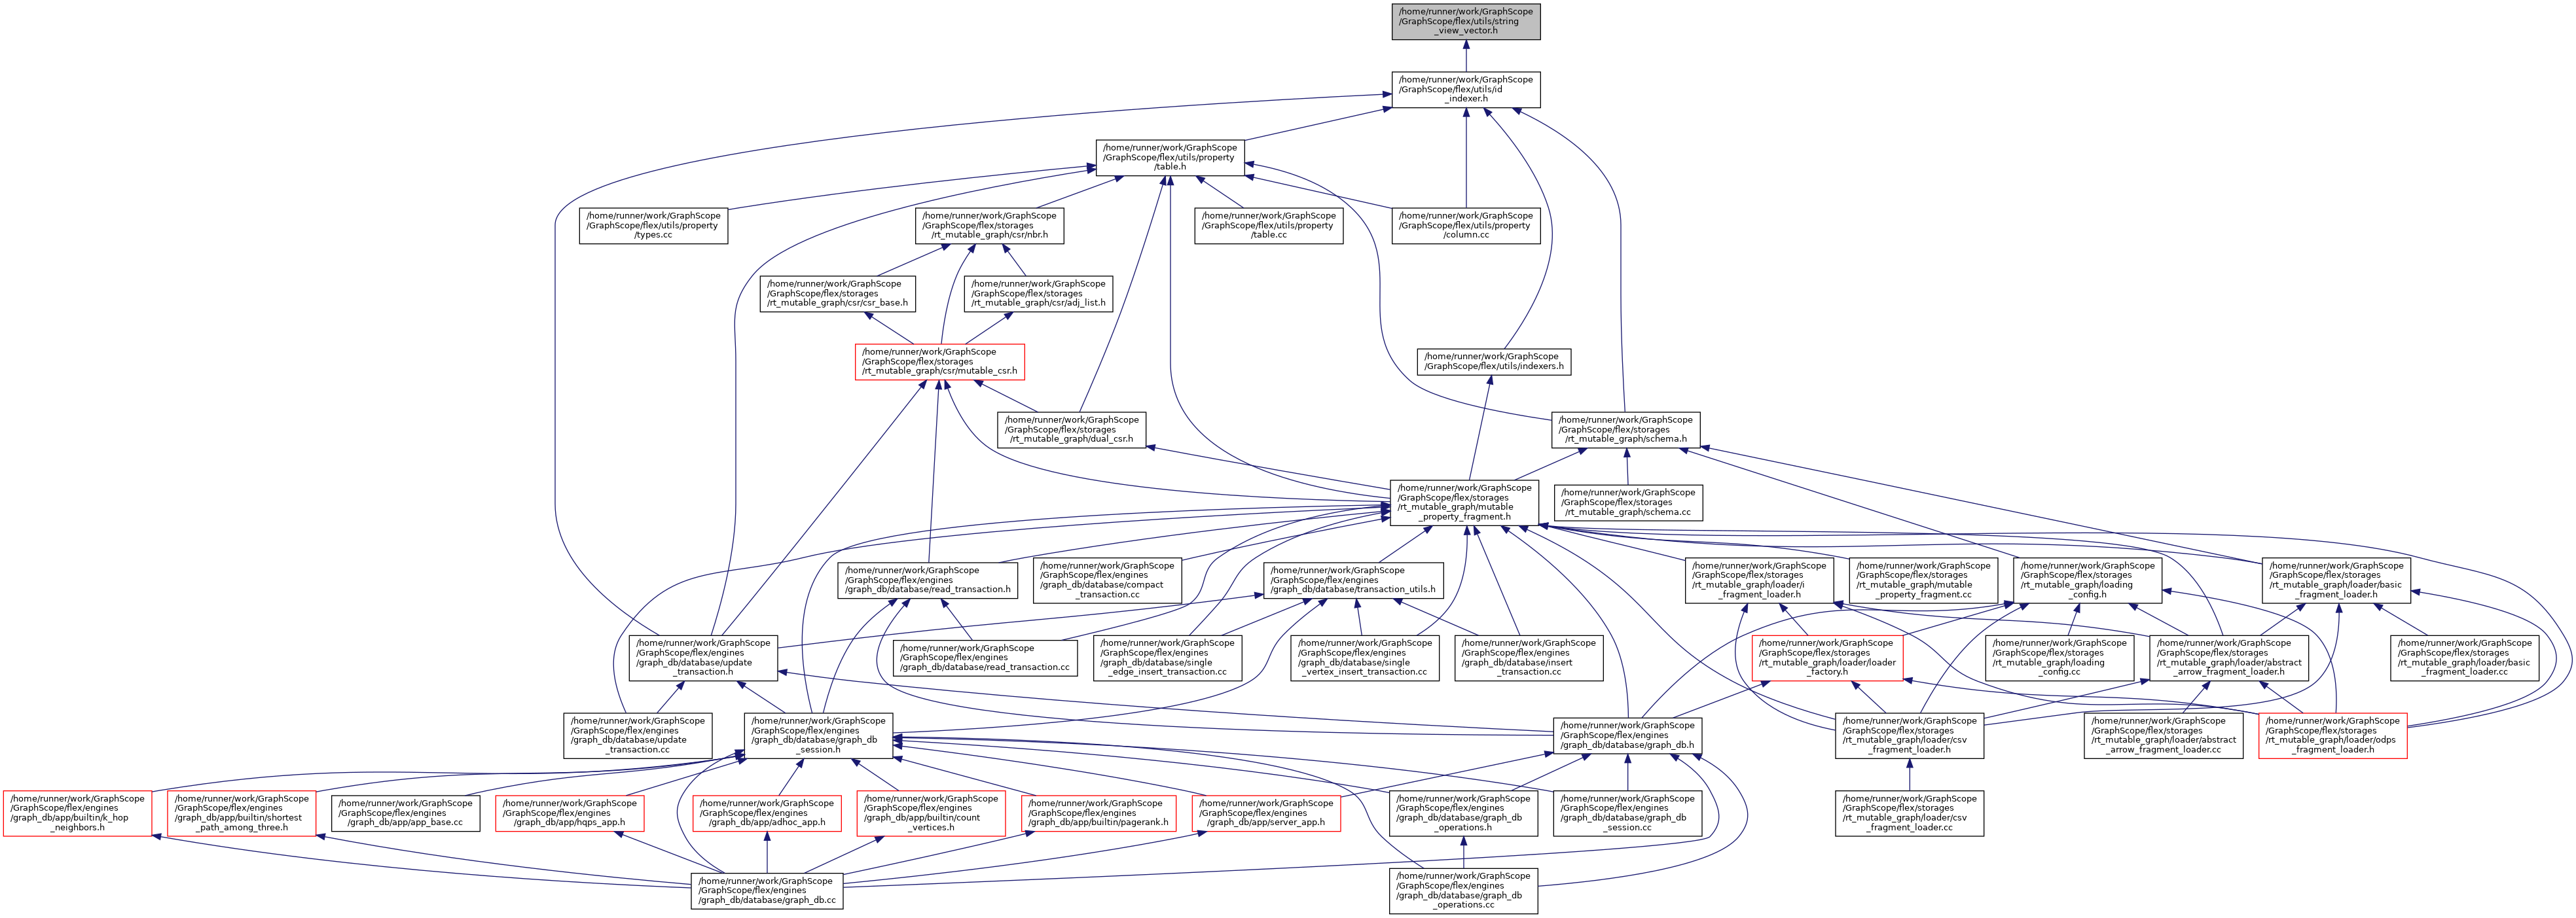 /home/runner/work/GraphScope
/GraphScope/flex/utils/string
_view_vector.h
/home/runner/work/GraphScope
/GraphScope/flex/utils/id
_indexer.h
/home/runner/work/GraphScope
/GraphScope/flex/utils/property
/table.h
/home/runner/work/GraphScope
/GraphScope/flex/utils/property
/types.cc
/home/runner/work/GraphScope
/GraphScope/flex/storages
/rt_mutable_graph/csr/nbr.h
/home/runner/work/GraphScope
/GraphScope/flex/utils/property
/table.cc
/home/runner/work/GraphScope
/GraphScope/flex/utils/property
/column.cc
/home/runner/work/GraphScope
/GraphScope/flex/storages
/rt_mutable_graph/csr/csr_base.h
/home/runner/work/GraphScope
/GraphScope/flex/storages
/rt_mutable_graph/csr/adj_list.h
/home/runner/work/GraphScope
/GraphScope/flex/storages
/rt_mutable_graph/csr/mutable_csr.h
/home/runner/work/GraphScope
/GraphScope/flex/utils/indexers.h
/home/runner/work/GraphScope
/GraphScope/flex/storages
/rt_mutable_graph/dual_csr.h
/home/runner/work/GraphScope
/GraphScope/flex/storages
/rt_mutable_graph/schema.h
/home/runner/work/GraphScope
/GraphScope/flex/storages
/rt_mutable_graph/mutable
_property_fragment.h
/home/runner/work/GraphScope
/GraphScope/flex/storages
/rt_mutable_graph/schema.cc
/home/runner/work/GraphScope
/GraphScope/flex/engines
/graph_db/database/read_transaction.h
/home/runner/work/GraphScope
/GraphScope/flex/engines
/graph_db/database/compact
_transaction.cc
/home/runner/work/GraphScope
/GraphScope/flex/engines
/graph_db/database/transaction_utils.h
/home/runner/work/GraphScope
/GraphScope/flex/storages
/rt_mutable_graph/loader/i
_fragment_loader.h
/home/runner/work/GraphScope
/GraphScope/flex/storages
/rt_mutable_graph/mutable
_property_fragment.cc
/home/runner/work/GraphScope
/GraphScope/flex/storages
/rt_mutable_graph/loading
_config.h
/home/runner/work/GraphScope
/GraphScope/flex/storages
/rt_mutable_graph/loader/basic
_fragment_loader.h
/home/runner/work/GraphScope
/GraphScope/flex/engines
/graph_db/database/update
_transaction.h
/home/runner/work/GraphScope
/GraphScope/flex/engines
/graph_db/database/read_transaction.cc
/home/runner/work/GraphScope
/GraphScope/flex/engines
/graph_db/database/single
_edge_insert_transaction.cc
/home/runner/work/GraphScope
/GraphScope/flex/engines
/graph_db/database/single
_vertex_insert_transaction.cc
/home/runner/work/GraphScope
/GraphScope/flex/engines
/graph_db/database/insert
_transaction.cc
/home/runner/work/GraphScope
/GraphScope/flex/storages
/rt_mutable_graph/loader/loader
_factory.h
/home/runner/work/GraphScope
/GraphScope/flex/storages
/rt_mutable_graph/loading
_config.cc
/home/runner/work/GraphScope
/GraphScope/flex/storages
/rt_mutable_graph/loader/abstract
_arrow_fragment_loader.h
/home/runner/work/GraphScope
/GraphScope/flex/storages
/rt_mutable_graph/loader/basic
_fragment_loader.cc
/home/runner/work/GraphScope
/GraphScope/flex/engines
/graph_db/database/update
_transaction.cc
/home/runner/work/GraphScope
/GraphScope/flex/engines
/graph_db/database/graph_db
_session.h
/home/runner/work/GraphScope
/GraphScope/flex/engines
/graph_db/database/graph_db.h
/home/runner/work/GraphScope
/GraphScope/flex/storages
/rt_mutable_graph/loader/csv
_fragment_loader.h
/home/runner/work/GraphScope
/GraphScope/flex/storages
/rt_mutable_graph/loader/abstract
_arrow_fragment_loader.cc
/home/runner/work/GraphScope
/GraphScope/flex/storages
/rt_mutable_graph/loader/odps
_fragment_loader.h
/home/runner/work/GraphScope
/GraphScope/flex/engines
/graph_db/app/builtin/k_hop
_neighbors.h
/home/runner/work/GraphScope
/GraphScope/flex/engines
/graph_db/app/builtin/shortest
_path_among_three.h
/home/runner/work/GraphScope
/GraphScope/flex/engines
/graph_db/app/app_base.cc
/home/runner/work/GraphScope
/GraphScope/flex/engines
/graph_db/app/hqps_app.h
/home/runner/work/GraphScope
/GraphScope/flex/engines
/graph_db/app/adhoc_app.h
/home/runner/work/GraphScope
/GraphScope/flex/engines
/graph_db/app/builtin/count
_vertices.h
/home/runner/work/GraphScope
/GraphScope/flex/engines
/graph_db/app/builtin/pagerank.h
/home/runner/work/GraphScope
/GraphScope/flex/engines
/graph_db/app/server_app.h
/home/runner/work/GraphScope
/GraphScope/flex/engines
/graph_db/database/graph_db
_operations.h
/home/runner/work/GraphScope
/GraphScope/flex/engines
/graph_db/database/graph_db
_session.cc
/home/runner/work/GraphScope
/GraphScope/flex/storages
/rt_mutable_graph/loader/csv
_fragment_loader.cc
/home/runner/work/GraphScope
/GraphScope/flex/engines
/graph_db/database/graph_db.cc
/home/runner/work/GraphScope
/GraphScope/flex/engines
/graph_db/database/graph_db
_operations.cc